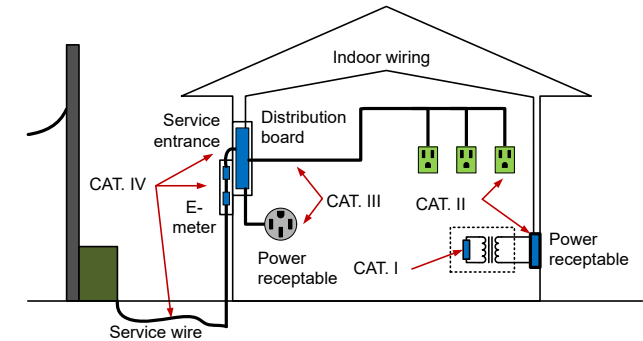 Indoor wiring
Service
entrance
Distribution
board
CAT. IV
E-
meter
CAT. III
CAT. II
Power
receptable
CAT. I
Power
receptable
Service wire